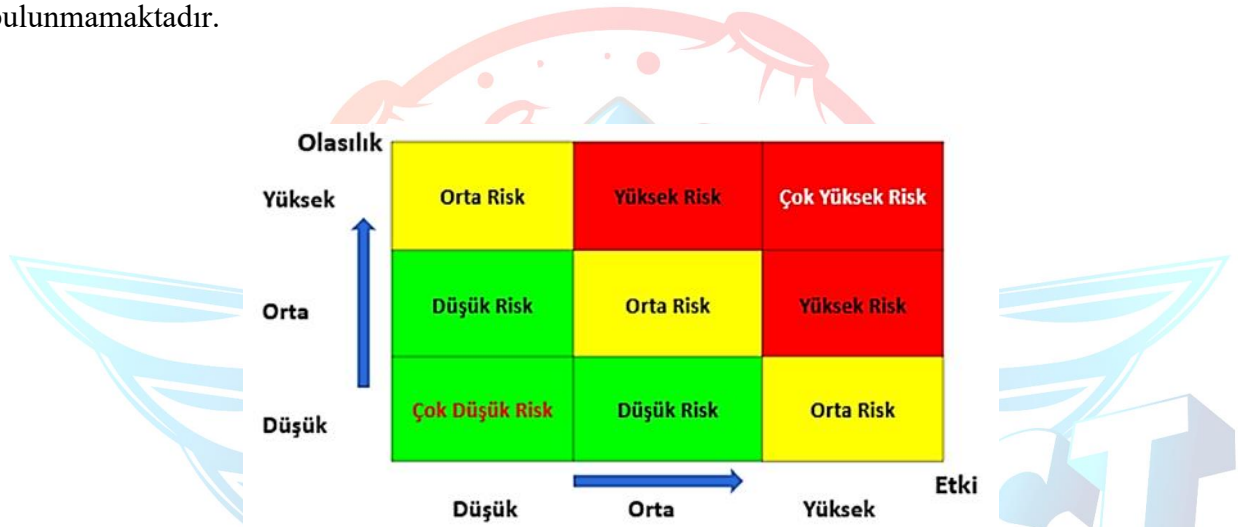 bulunmamaktadır.
Olasılık
Yüksek Orta Risk Yüksek Risk Çok Yüksek Risk
Orta Düşük Risk Orta Risk Yüksek Risk
Düşük Çok Düşük Risk Düşük Risk Orta Risk
Etki
Düşük Orta Yüksek